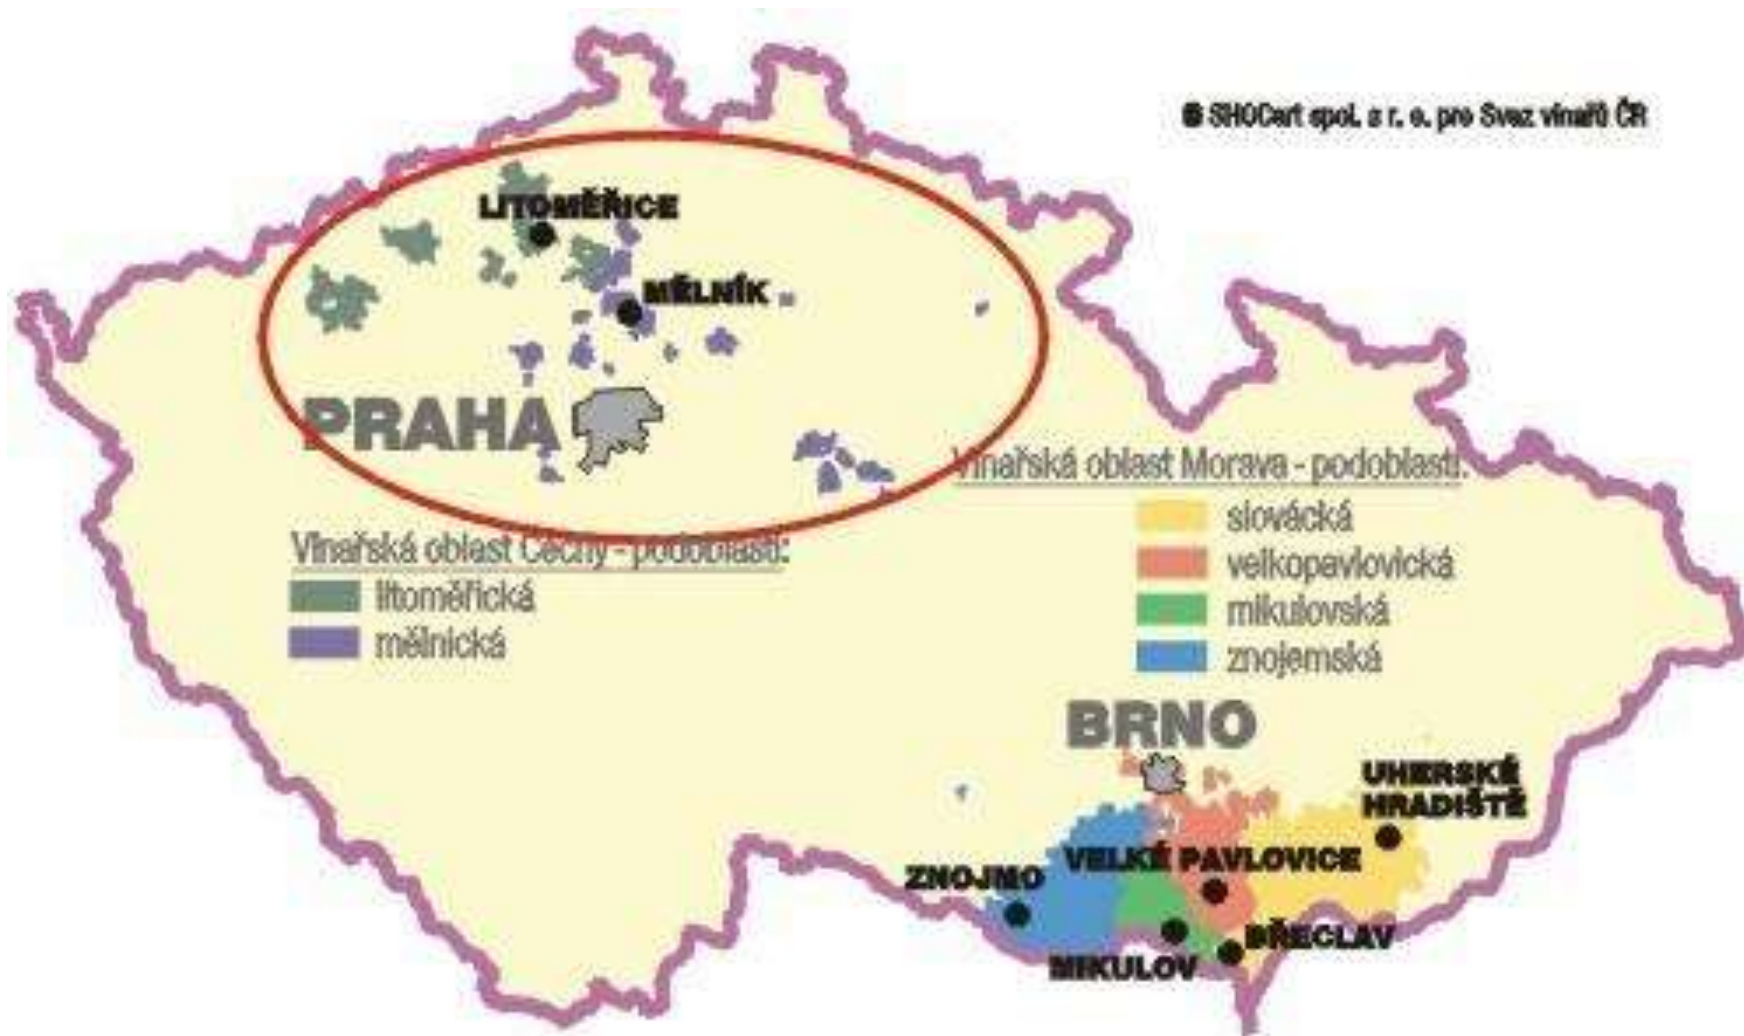 SHOCart spol. s r. o. pro Svaz vinařů ČR
LITOMĚŘICE
MĚLNÍK
PRAHA
Vinařská oblast Čechy - podoblasti:
litoměřická
mělnická
Vinařská oblast Morava - podoblasti:
slovácká
velkopavlovická
mikulovská
znojemská
BRNO
UHERSKÉ
HRADIŠTĚ
VELKÉ PAVLOVICE
ZNOJMO
BŘECLAV
MIKULOV